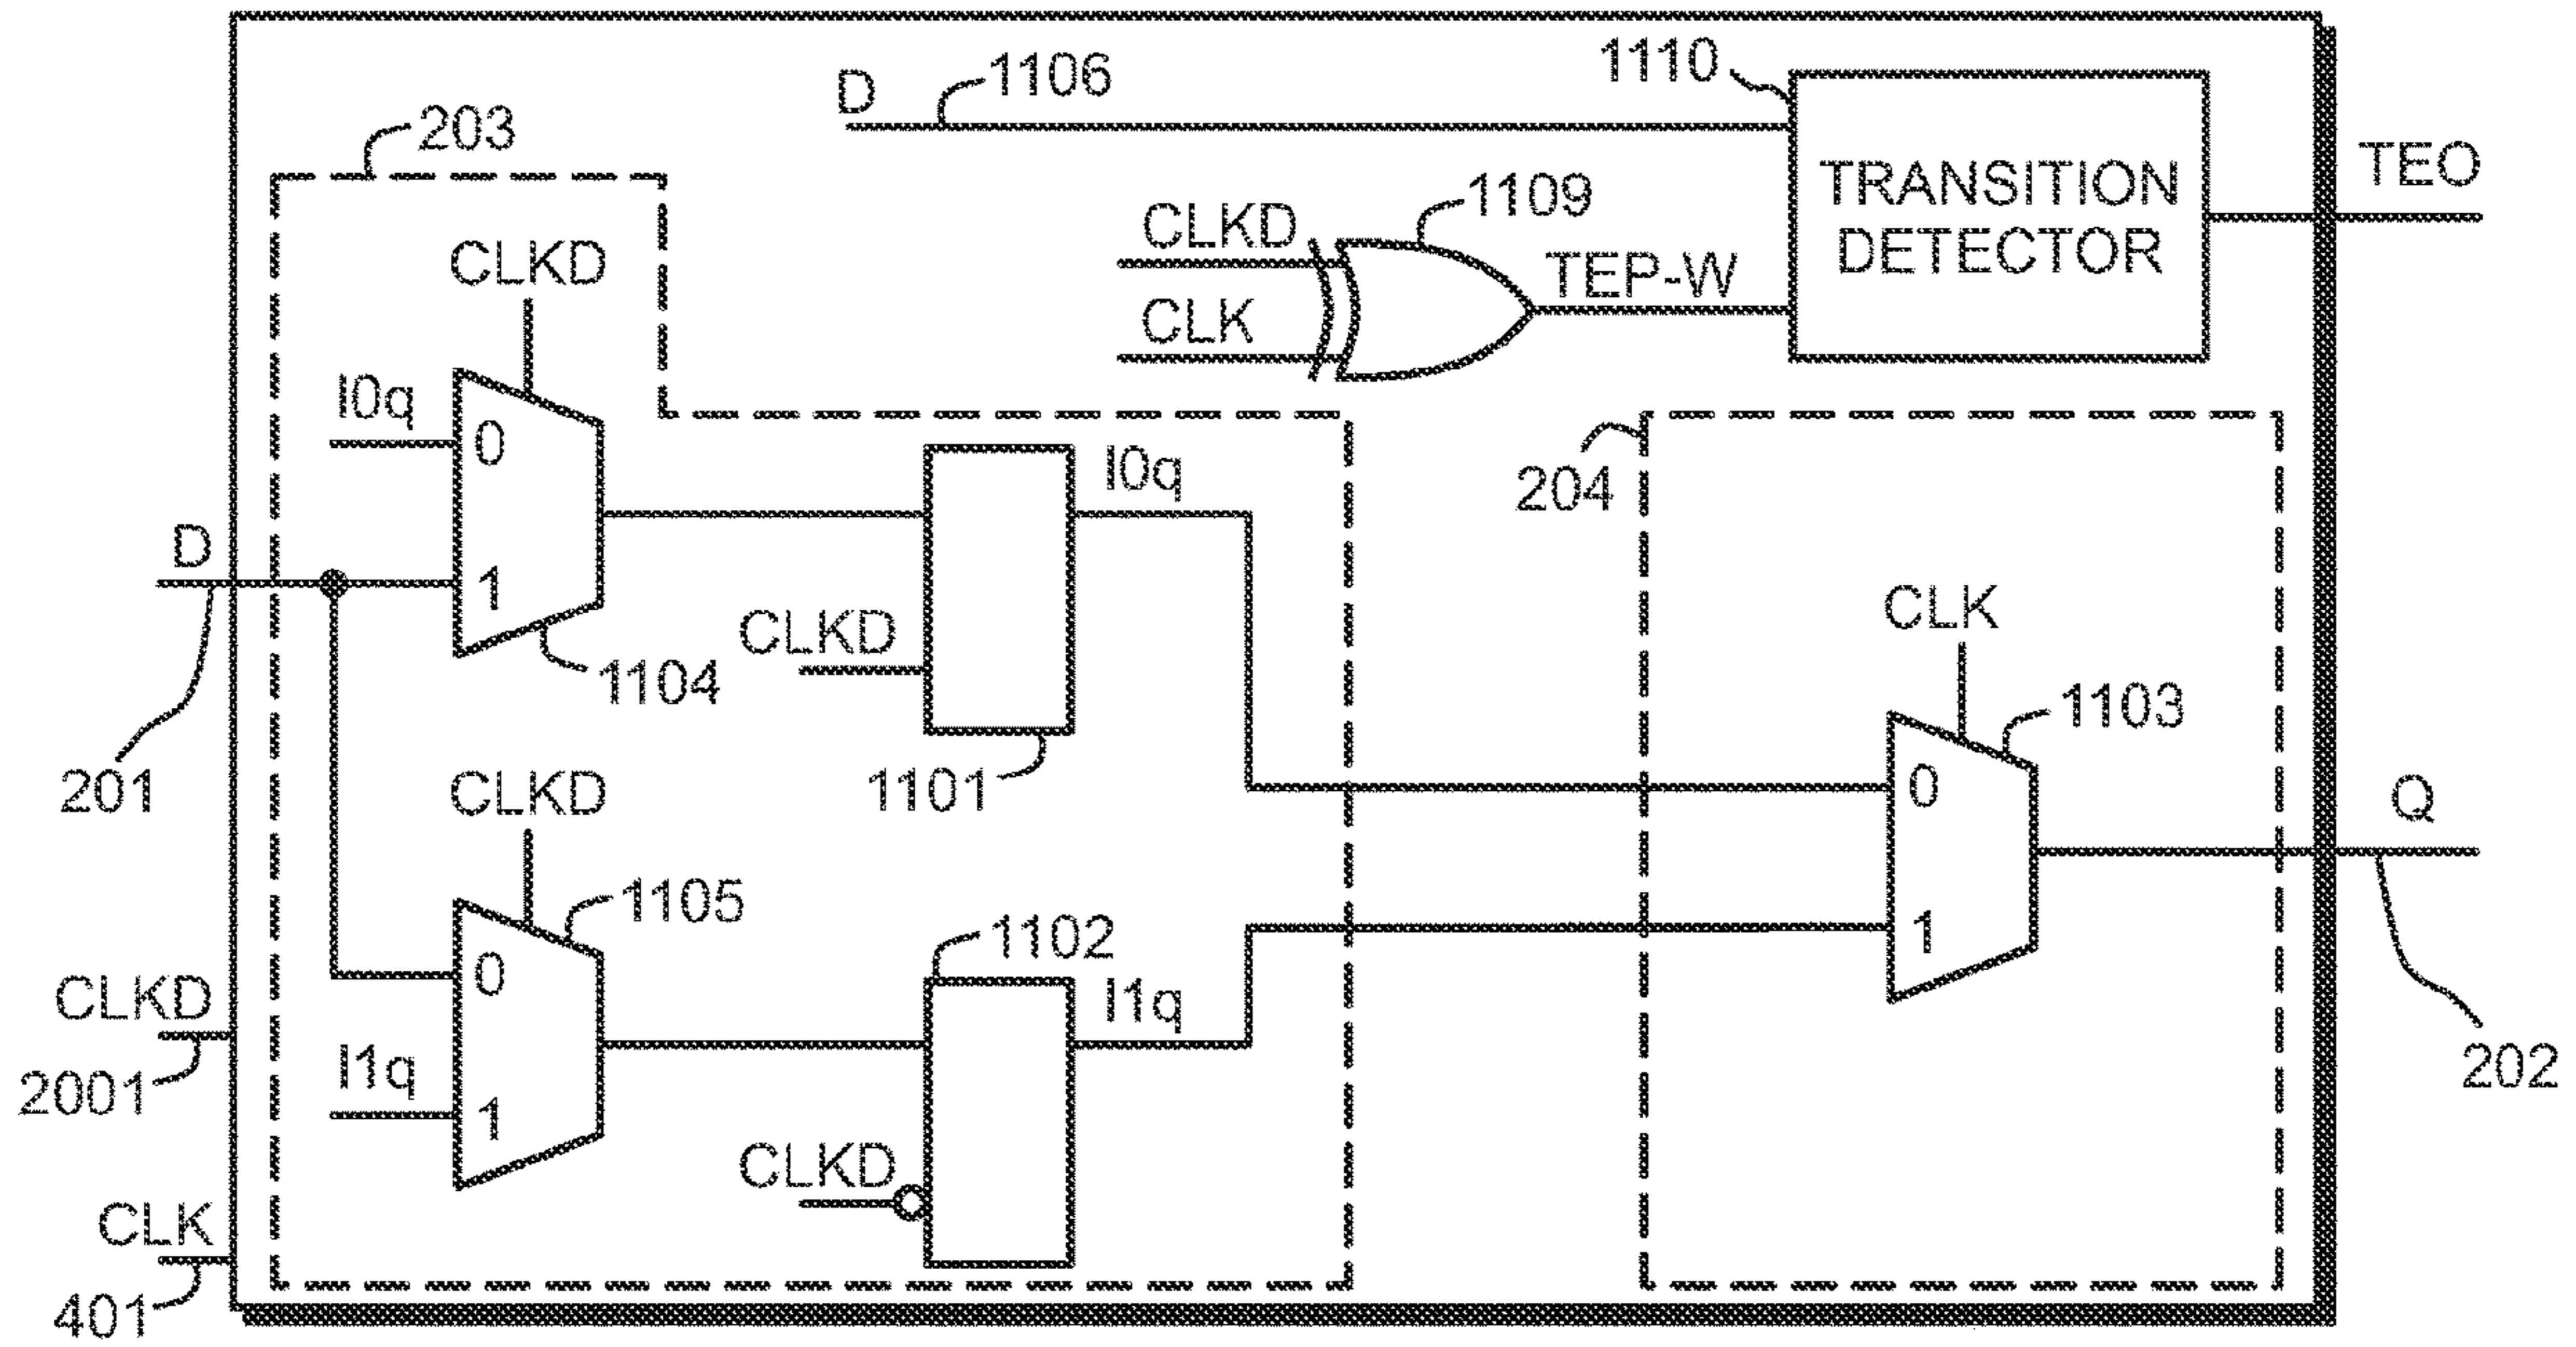 D
1106
1110
203
TRANSITION
DETECTOR
TEO
CLKD
1109
TEP-W
CLK
CLKD
I0q
0
1
D
201
1104
CLKD
1101
I0q
204
CLK
1103
0
1
Q
202
CLKD
1105
0
I1q
1
1102
I1q
CLKD
CLKD
2001
CLK
401